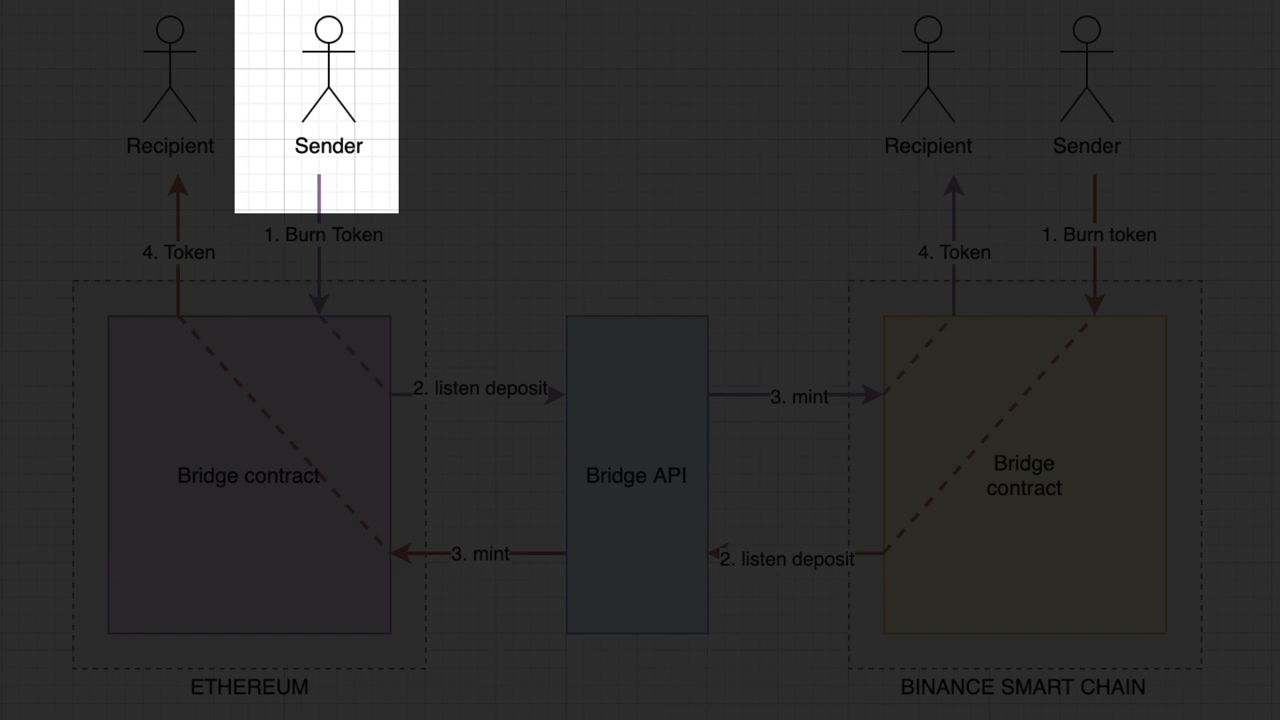 Recipient
Sender
Recipient
Sender
4. Token
1. Burn Token
4. Token
1. Burn token
2. listen deposit
3. mint
Bridge contract
Bridge API
Bridge
contract
3. mint
2. listen deposit
ETHEREUM
BINANCE SMART CHAIN